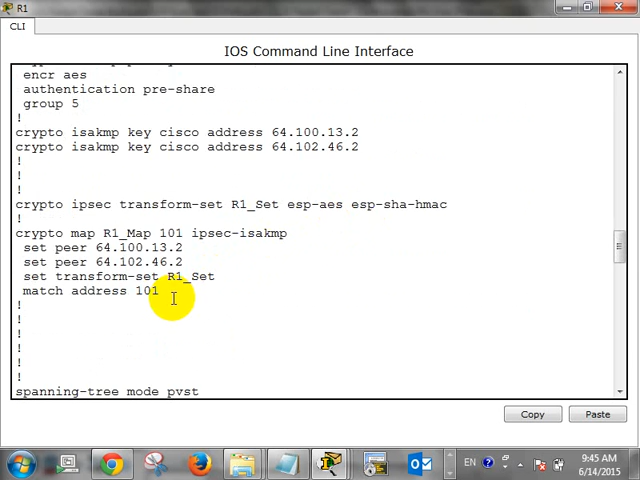 R1
CLI
IOS Command Line Interface
encr aes
authentication pre-share
group 5
!
crypto isakmp key cisco address 64.100.13.2
crypto isakmp key cisco address 64.102.46.2
!
!
!
crypto ipsec transform-set R1_Set esp-aes esp-sha-hmac
!
crypto map R1_Map 101 ipsec-isakmp
set peer 64.100.13.2
set peer 64.102.46.2
set transform-set R1_Set
match address 101
!
!
!
!
!
!
spanning-tree mode pvst
Copy
Paste
EN
9:45 AM
6/14/2015